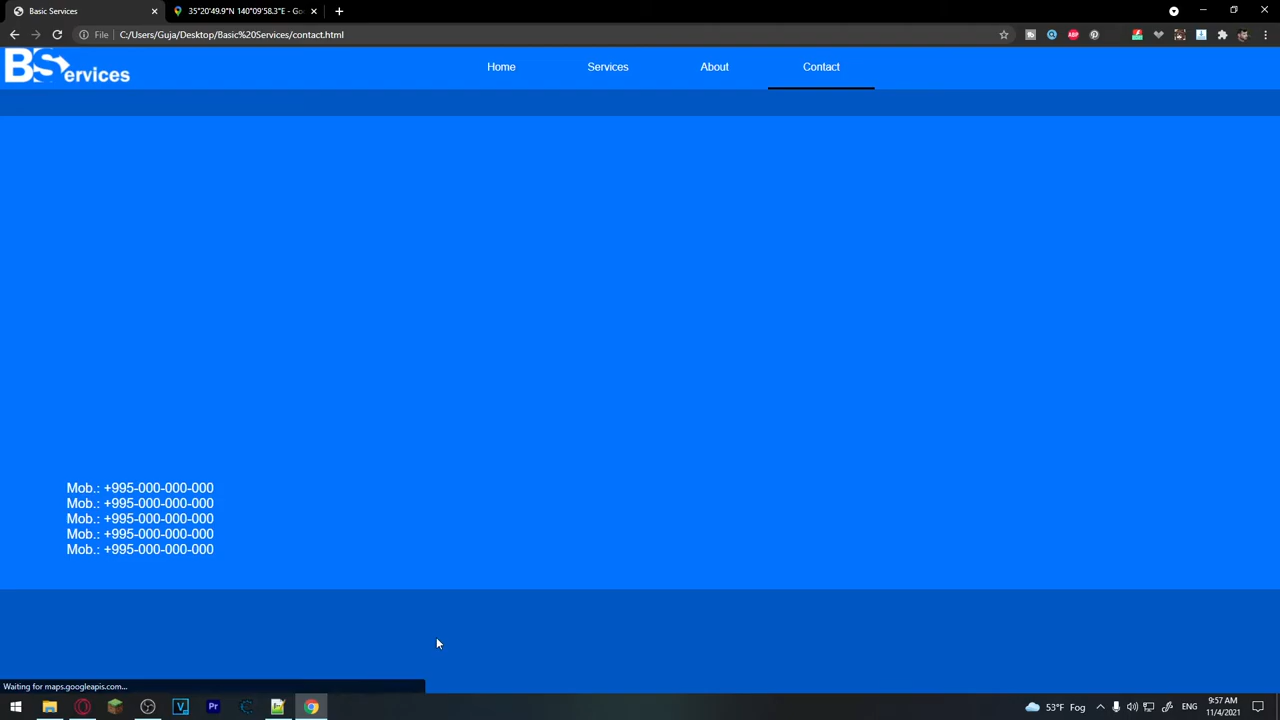 Basic Services
35°20'49.9"N 140°09'58.3"E - Goo
File
C:/Users/Guja/Desktop/Basic%20Services/contact.html
BServices
Home
Services
About
Contact
Mob.: +995-000-000-000
Mob.: +995-000-000-000
Mob.: +995-000-000-000
Mob.: +995-000-000-000
Mob.: +995-000-000-000
Waiting for maps.googleapis.com...
53°F Fog
ENG
9:57 AM
11/4/2021